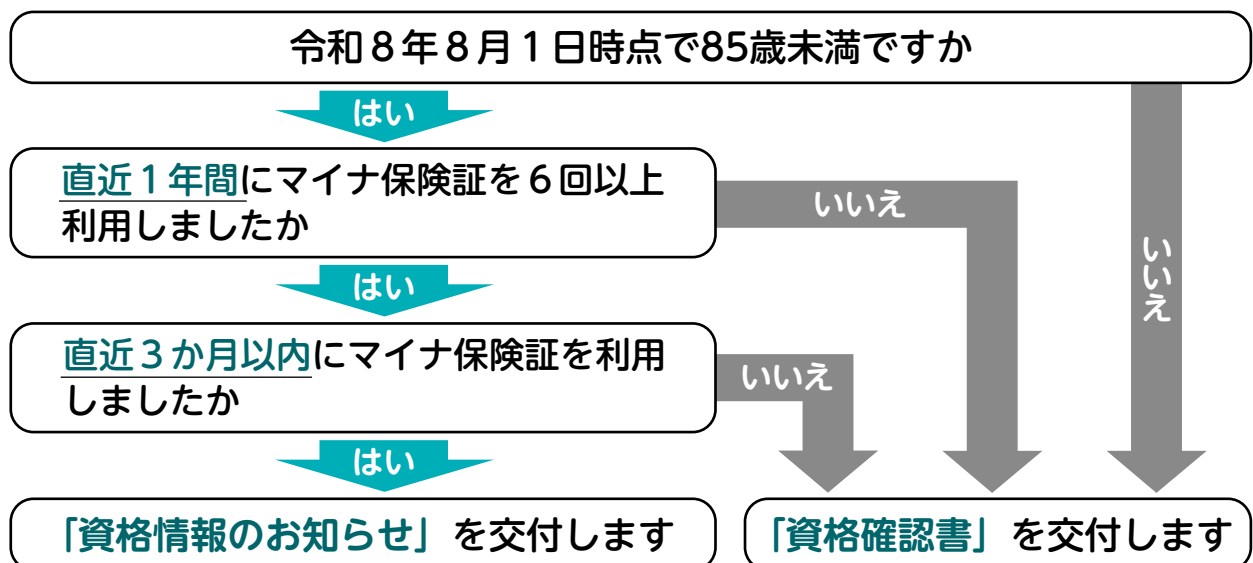 令和８年８月１日時点で85歳未満ですか
はい
直近１年間にマイナ保険証を６回以上
利用しましたか
いいえ
いいえ
はい
直近３か月以内にマイナ保険証を利用
しましたか
いいえ
はい
「資格情報のお知らせ」を交付します
「資格確認書」を交付します